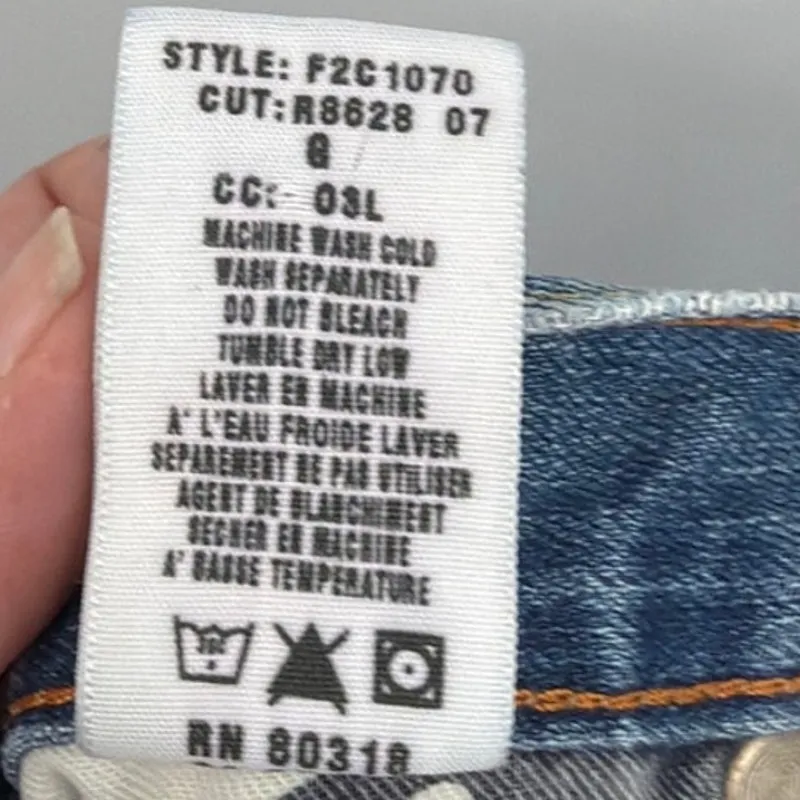 STYLE: F2C1070
CUT:R8628 07
G
CC:- 03L
MACHINE WASH COLD
WASH SEPARATELY
DO NOT BLEACH
TUMBLE DRY LOW
LAVER EN MACHINE
A' L'EAU FROIDE LAVER
SEPAREMENT NE PAS UTILISER
AGENT DE BLANCHIMENT
SECHER EN MACHINE
A' BASSE TEMPERATURE
RN 80318